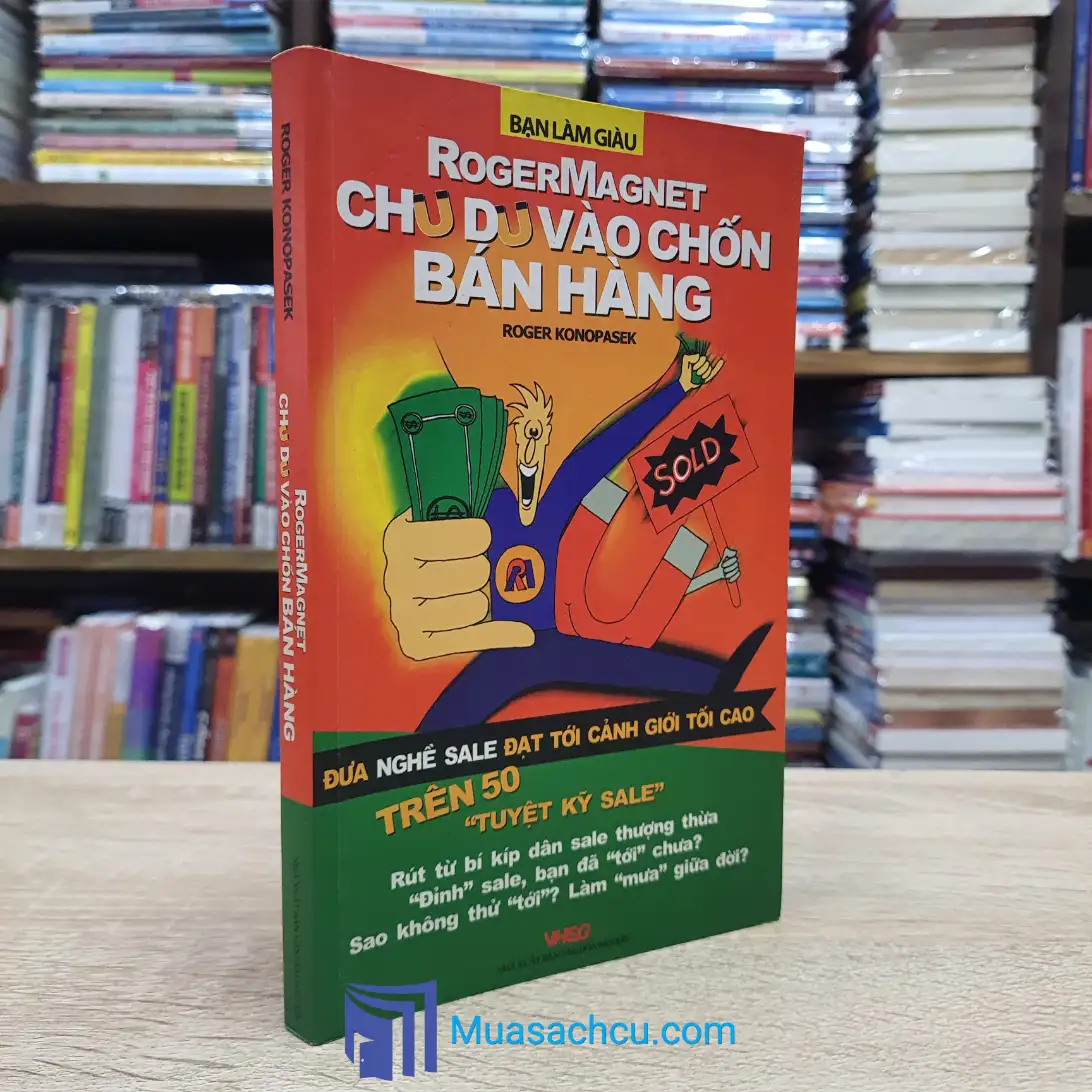 BẠN LÀM GIÀU
ROGERMAGNET
CHU DU VÀO CHỐN
BÁN HÀNG
ROGER KONOPASEK
SOLD
RM
ĐƯA NGHỀ SALE ĐẠT TỚI CẢNH GIỚI TỐI CAO
TRÊN 50
“TUYỆT KỸ SALE”
Rút từ bí kíp dân sale thượng thừa
“Đỉnh” sale, bạn đã “tới” chưa?
Sao không thử “tới”? Làm “mưa” giữa đời?
VHSG
ROGER KONOPASEK
ROGERMAGNET
CHU DU VÀO CHỐN BÁN HÀNG
Muasachcu.com